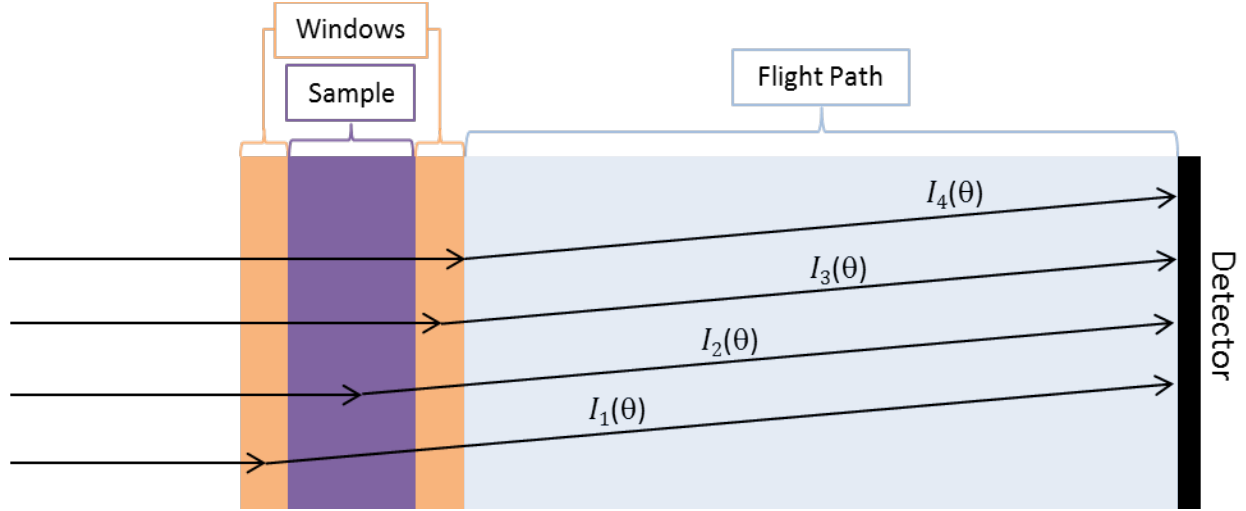 Windows
Sample
Flight Path
I₄(θ)
I₃(θ)
I₂(θ)
I₁(θ)
Detector